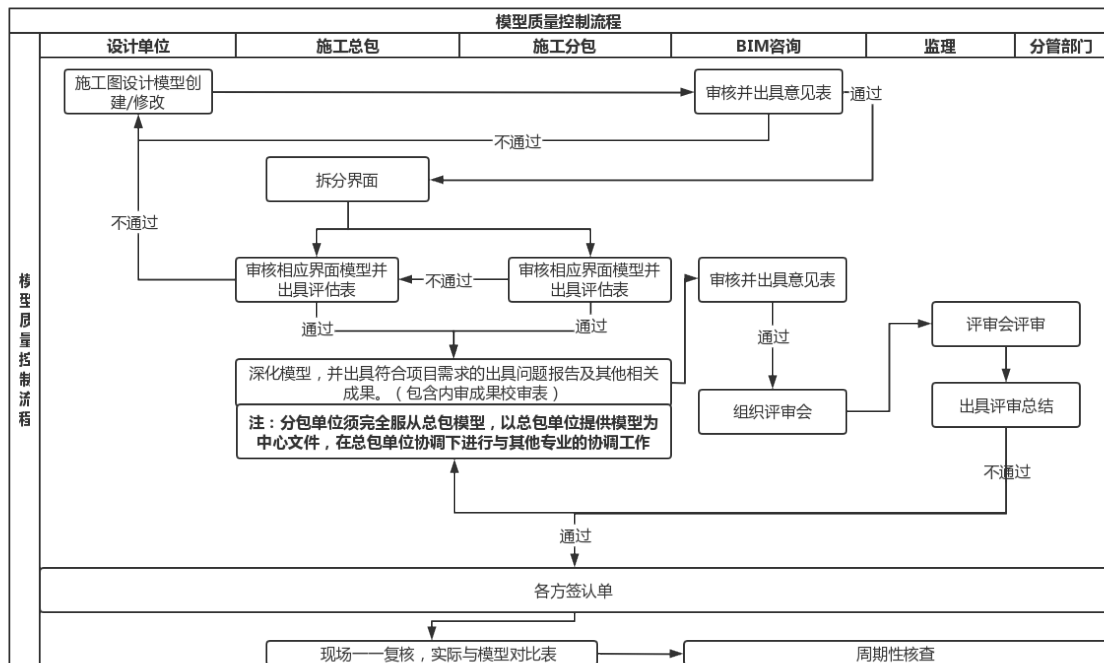 模型质量控制流程
设计单位
施工总包
施工分包
BIM咨询
监理
分管部门
模型质量控制流程
施工图设计模型创
建/修改
审核并出具意见表
通过
不通过
拆分界面
不通过
审核相应界面模型并
出具评估表
不通过
审核相应界面模型并
出具评估表
审核并出具意见表
通过
通过
通过
评审会评审
深化模型，并出具符合项目需求的出具问题报告及其他相关
成果。（包含内审成果校审表）
组织评审会
出具评审总结
注：分包单位须完全服从总包模型，以总包单位提供模型为
中心文件，在总包单位协调下进行与其他专业的协调工作
不通过
通过
各方签认单
现场一一复核，实际与模型对比表
周期性核查